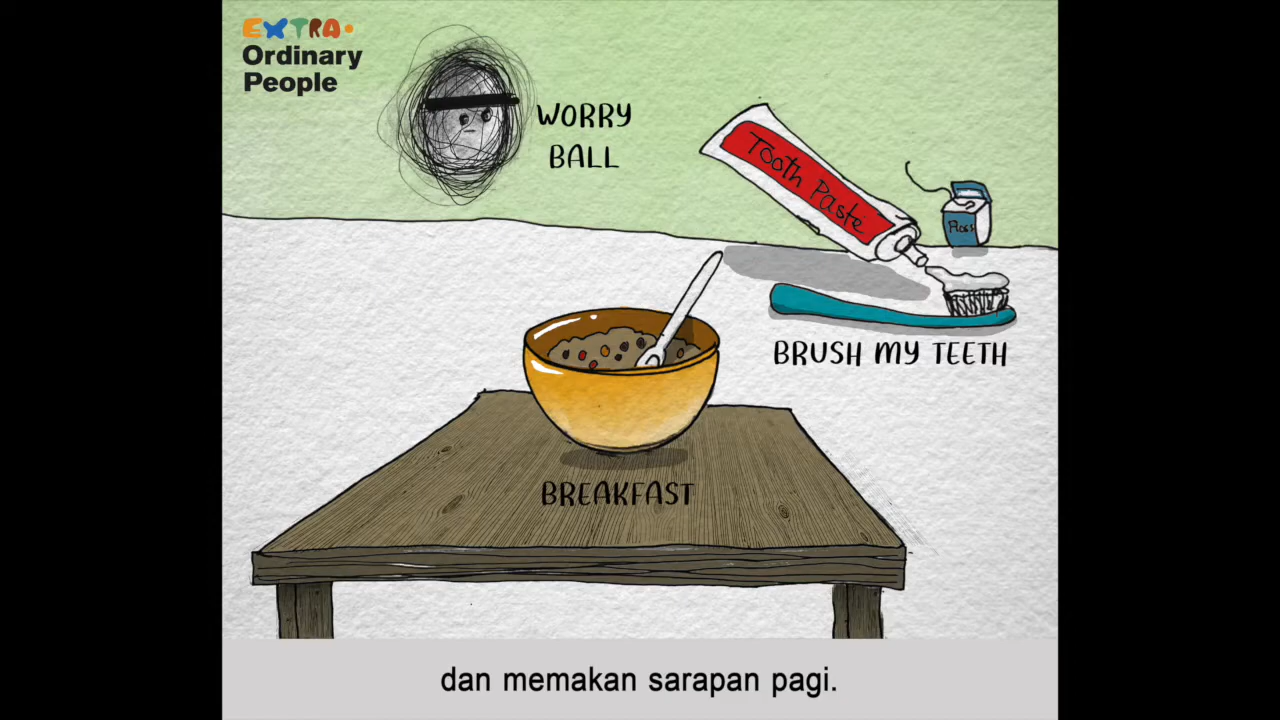 EXTRA
Ordinary
People
WORRY
BALL
Tooth Paste
Floss
BRUSH MY TEETH
BREAKFAST
dan memakan sarapan pagi.